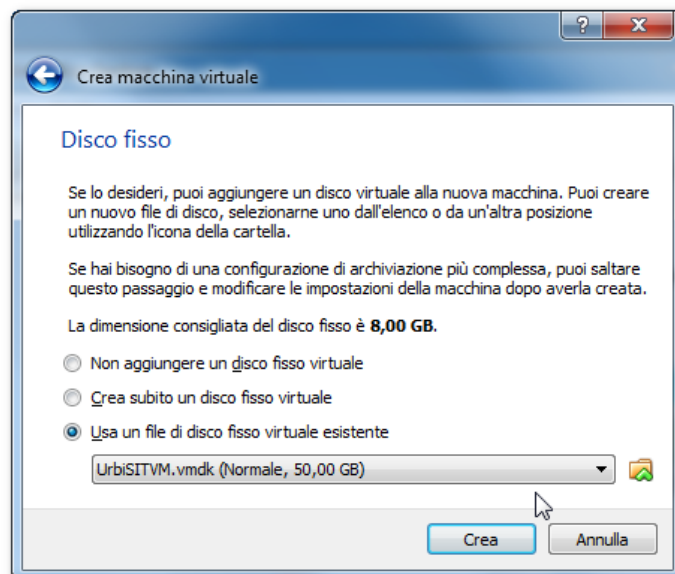 ?
x
Crea macchina virtuale
Disco fisso
Se lo desideri, puoi aggiungere un disco virtuale alla nuova macchina. Puoi creare
un nuovo file di disco, selezionarne uno dall'elenco o da un'altra posizione
utilizzando l'icona della cartella.
Se hai bisogno di una configurazione di archiviazione più complessa, puoi saltare
questo passaggio e modificare le impostazioni della macchina dopo averla creata.
La dimensione consigliata del disco fisso è 8,00 GB.
Non aggiungere un disco fisso virtuale
Crea subito un disco fisso virtuale
Usa un file di disco fisso virtuale esistente
UrbiSITVM.vmdk (Normale, 50,00 GB)
Crea
Annulla